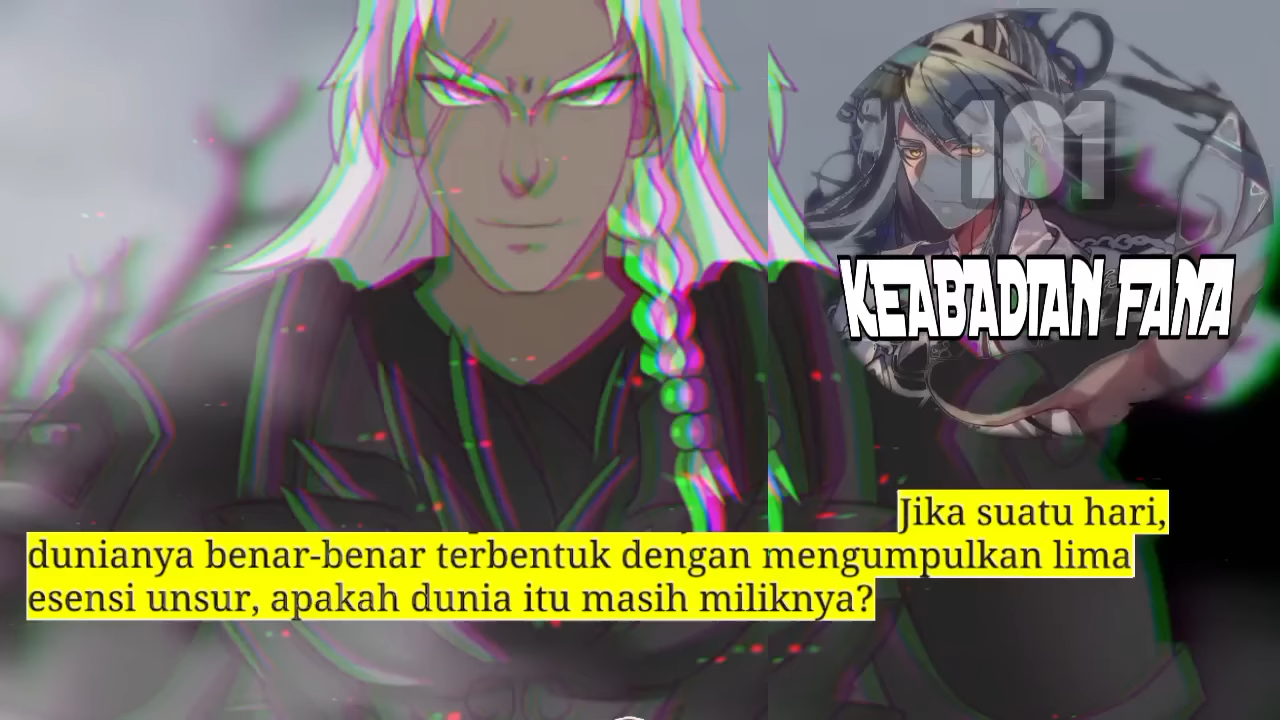 101
KEABADIAN FANA
Jika suatu hari,
dunianya benar-benar terbentuk dengan mengumpulkan lima
esensi unsur, apakah dunia itu masih miliknya?